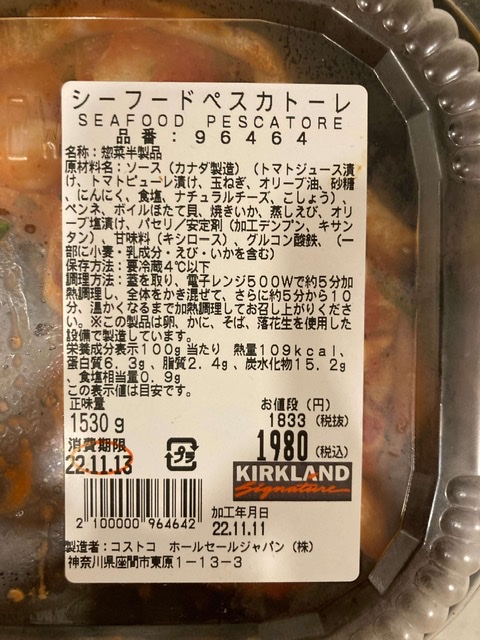 シーフードペスカトーレ
SEAFOOD PESCATORE
品番：96464
名称：惣菜半製品
原材料名：ソース（カナダ製造）（トマトジュース漬
け、トマトピューレ漬け、玉ねぎ、オリーブ油、砂糖
、にんにく、食塩、ナチュラルチーズ、こしょう）、
ペンネ、ボイルほたて貝、焼きいか、蒸しえび、オリ
ーブ塩漬け、パセリ／安定剤（加工デンプン、キサン
タン）、甘味料（キシロース）、グルコン酸鉄、（一
部に小麦・乳成分・えび・いかを含む）
保存方法：要冷蔵4℃以下
調理方法：蓋を取り、電子レンジ500Wで約5分加
熱調理し、全体をかき混ぜて、さらに約5分から10
分、温かくなるまで加熱調理してお召し上がりくださ
い。※この製品は卵、かに、そば、落花生を使用した
設備で製造しています。
栄養成分表示100g当たり 熱量109kcal、
蛋白質6.3g、脂質2.4g、炭水化物15.2g
、食塩相当量0.9g
この表示値は目安です。
正味量
1530g
お値段（円）
1833（税抜）
1980（税込）
消費期限
22.11.13
プラ
KIRKLAND
Signature
2 100000 964642
加工年月日
22.11.11
製造者：コストコ ホールセールジャパン（株）
神奈川県座間市東原1－13－3